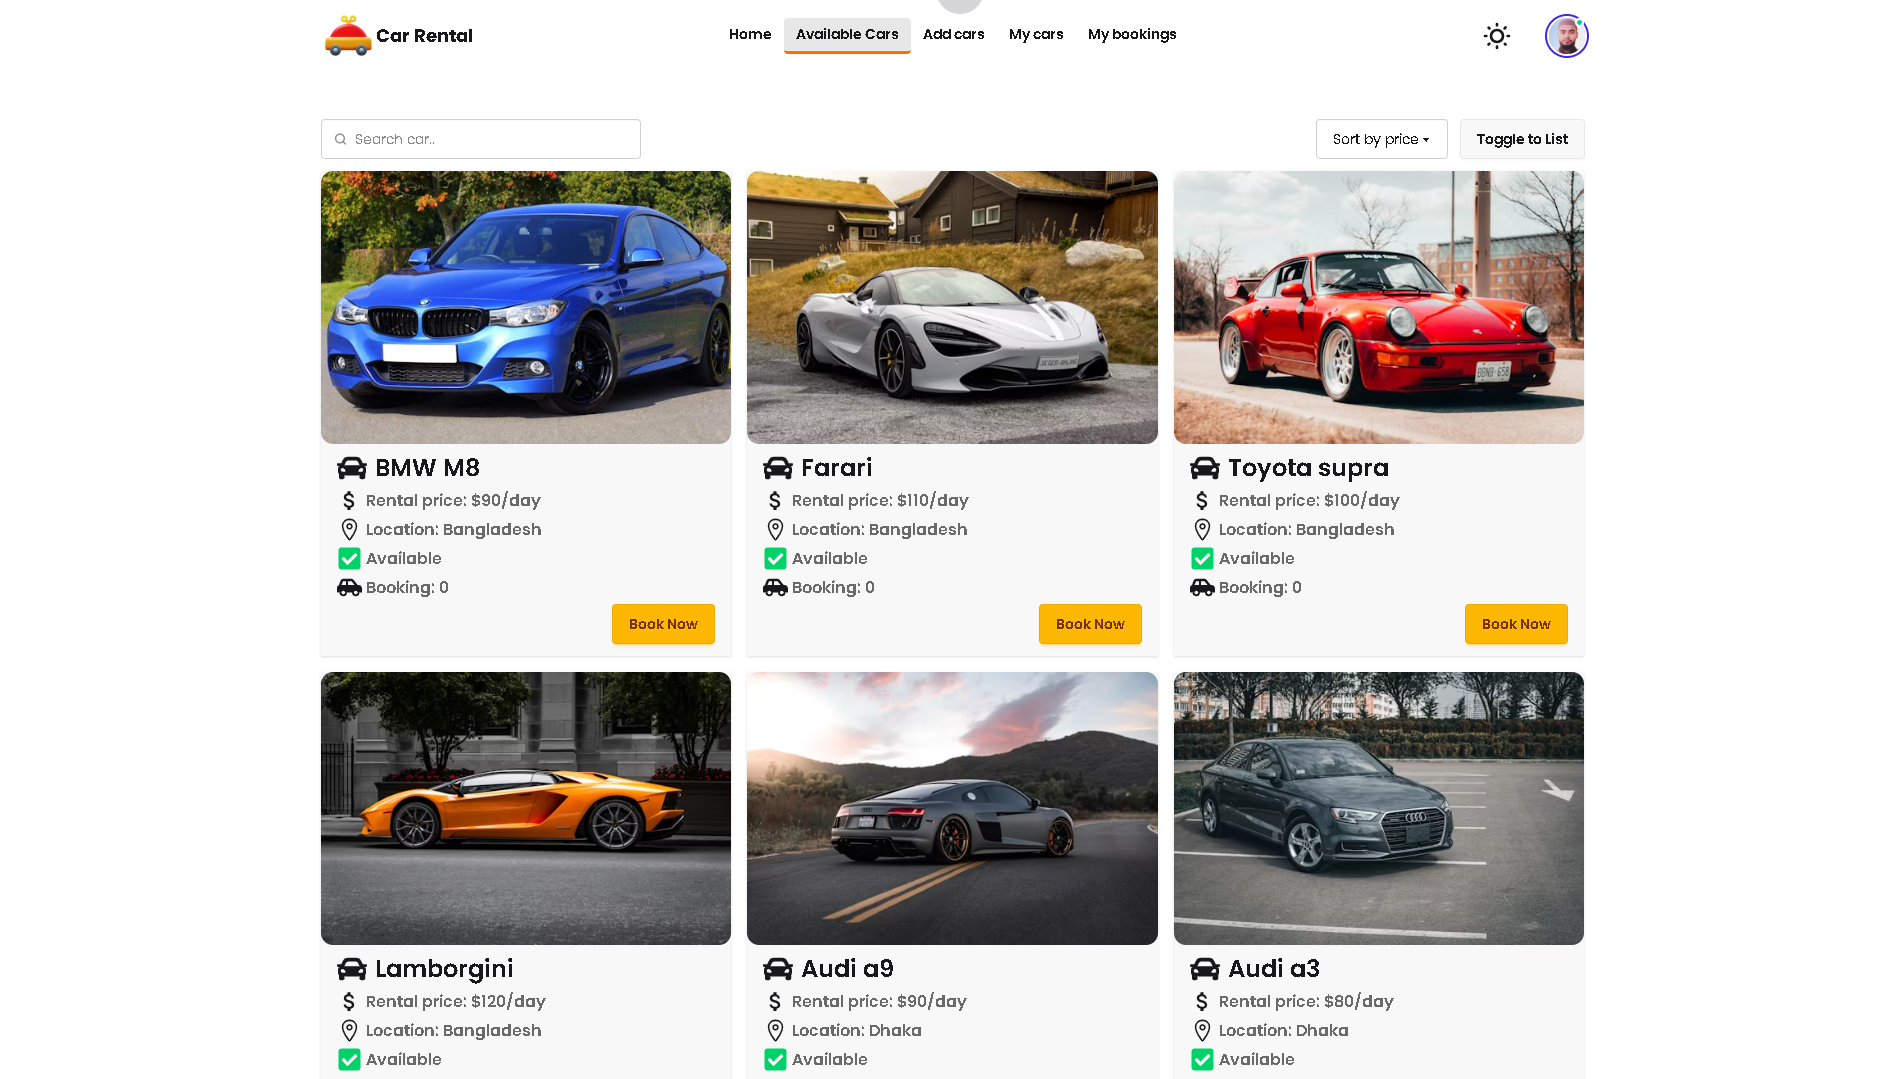 Car Rental
Home
Available Cars
Add cars
My cars
My bookings
Search car..
Sort by price
Toggle to List
BMW M8
Rental price: $90/day
Location: Bangladesh
Available
Booking: 0
Book Now
Farari
Rental price: $110/day
Location: Bangladesh
Available
Booking: 0
Book Now
Toyota supra
Rental price: $100/day
Location: Bangladesh
Available
Booking: 0
Book Now
Lamborgini
Rental price: $120/day
Location: Bangladesh
Available
Audi a9
Rental price: $90/day
Location: Dhaka
Available
Audi a3
Rental price: $80/day
Location: Dhaka
Available